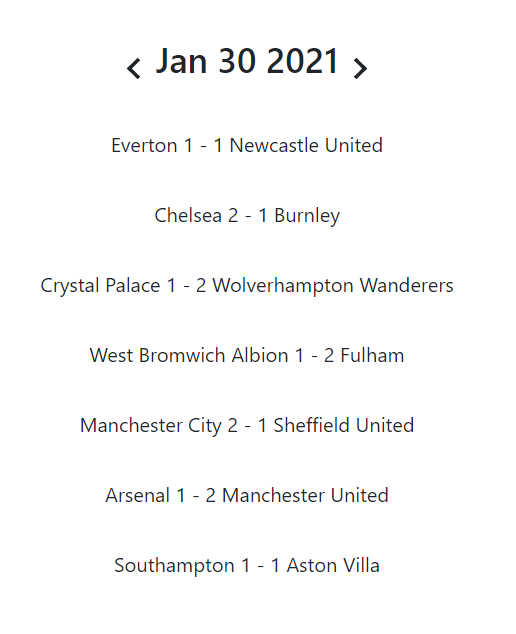 Jan 30 2021
Everton 1 - 1 Newcastle United
Chelsea 2 - 1 Burnley
Crystal Palace 1 - 2 Wolverhampton Wanderers
West Bromwich Albion 1 - 2 Fulham
Manchester City 2 - 1 Sheffield United
Arsenal 1 - 2 Manchester United
Southampton 1 - 1 Aston Villa